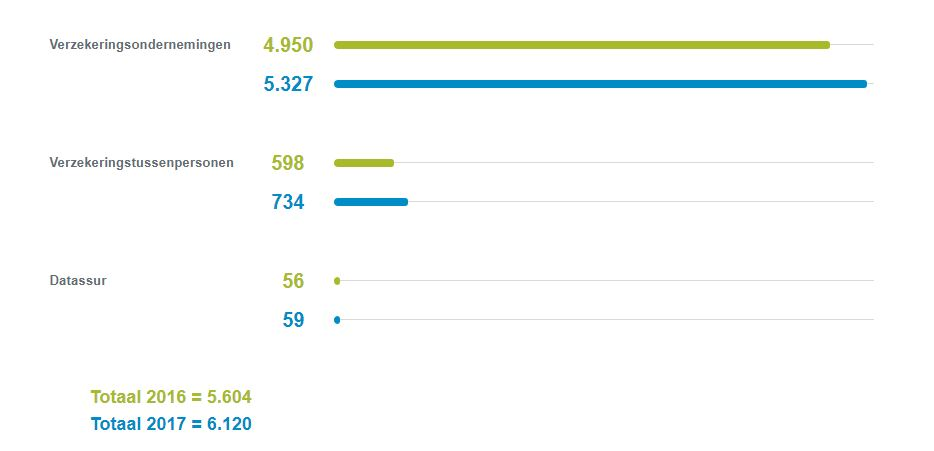 Verzekeringsondernemingen 4.950
5.327
Verzekeringstussenpersonen 598
734
Datassur 56
59
Totaal 2016 = 5.604
Totaal 2017 = 6.120